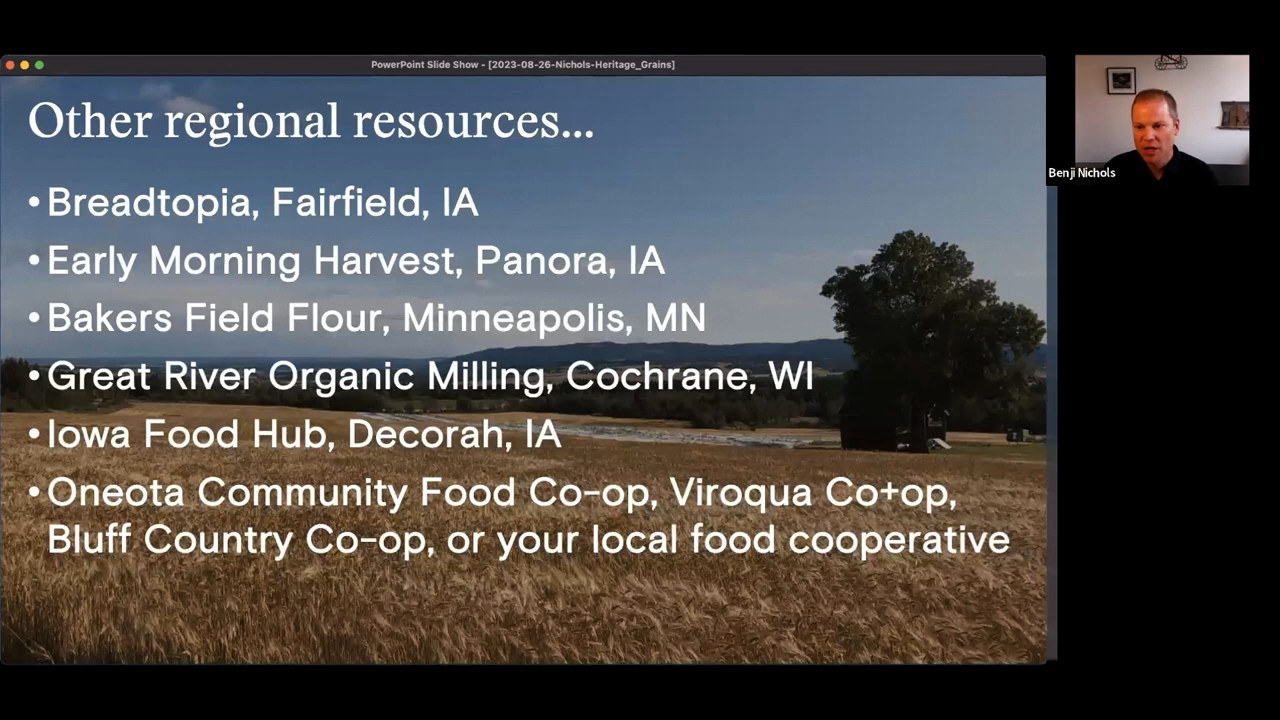 PowerPoint Slide Show - [2023-08-26-Nichols-Heritage_Grains]
Other regional resources...
• Breadtopia, Fairfield, IA
• Early Morning Harvest, Panora, IA
• Bakers Field Flour, Minneapolis, MN
• Great River Organic Milling, Cochrane, WI
• Iowa Food Hub, Decorah, IA
• Oneota Community Food Co-op, Viroqua Co+op,
Bluff Country Co-op, or your local food cooperative
Benji Nichols